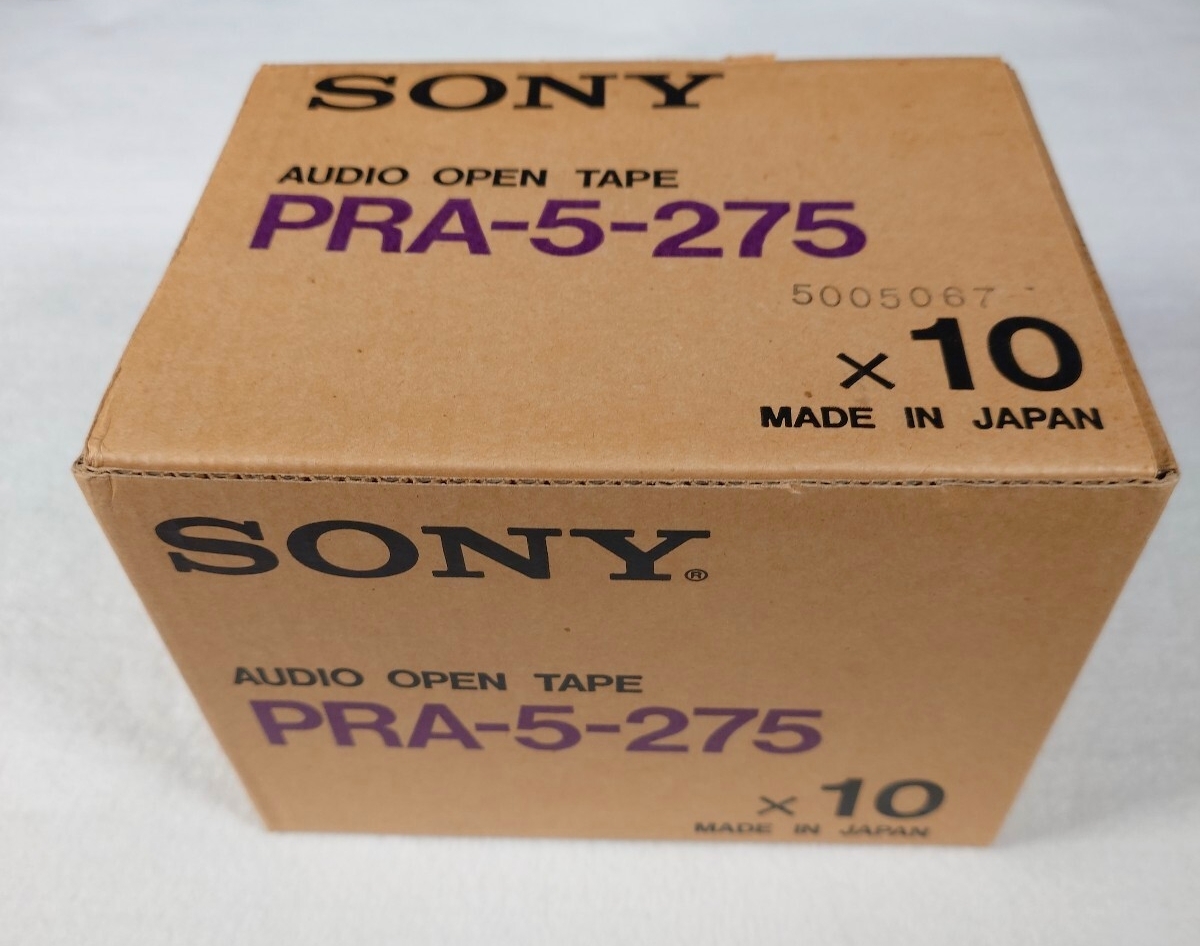 SONY
AUDIO OPEN TAPE
PRA-5-275
5005067
×10
MADE IN JAPAN
SONY®
AUDIO OPEN TAPE
PRA-5-275
×10
MADE IN JAPAN